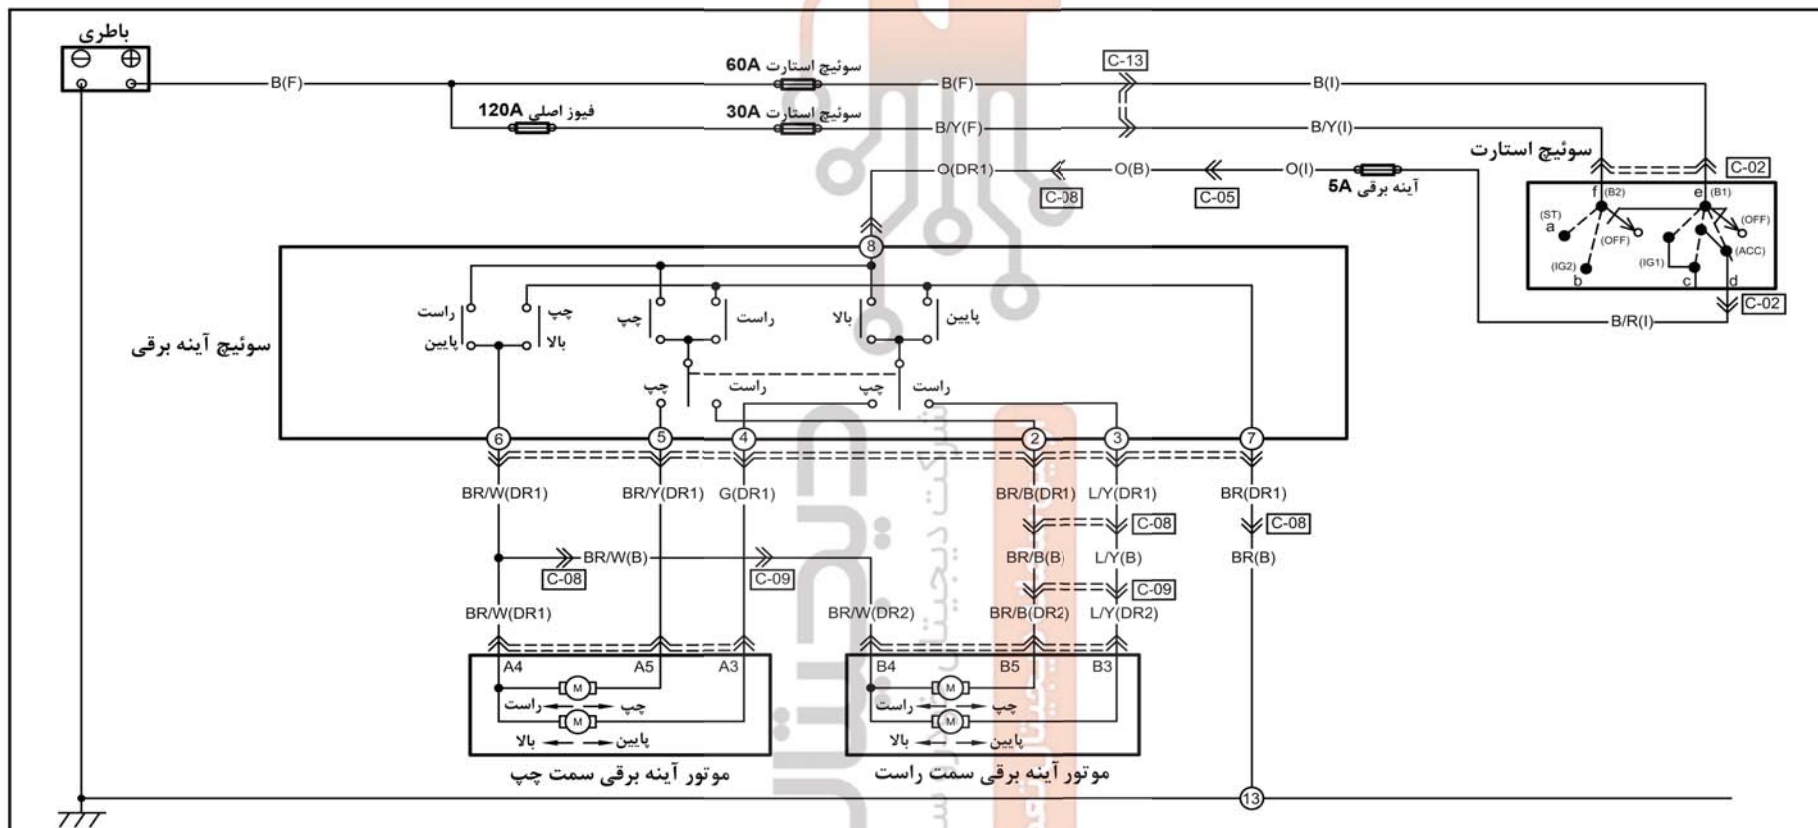 باطری
B(F)
سوئیچ استارت 60A
B(F)
C-13
B(I)
فیوز اصلی 120A
سوئیچ استارت 30A
B/Y(F)
B/Y(I)
سوئیچ استارت
O(DR1)
C-08
O(B)
C-05
O(I)
آینه برقی 5A
C-02
f (B2)
e (B1)
(ST)
a
(OFF)
(OFF)
(IG2)
b
(IG1)
c
(ACC)
d
C-02
B/R(I)
8
سوئیچ آینه برقی
راست
پایین
چپ
بالا
چپ
راست
بالا
پایین
چپ
راست
چپ
راست
6
5
4
2
3
7
BR/W(DR1)
BR/Y(DR1)
G(DR1)
BR/B(DR1)
L/Y(DR1)
BR(DR1)
C-08
C-08
BR/W(B)
C-08
C-09
BR/B(B)
L/Y(B)
BR(B)
C-09
BR/W(DR1)
BR/W(DR2)
BR/B(DR2)
L/Y(DR2)
A4
A5
A3
B4
B5
B3
M
M
راست
چپ
M
M
راست
چپ
بالا
پایین
بالا
پایین
موتور آینه برقی سمت چپ
موتور آینه برقی سمت راست
13
شرکت دیجیتال